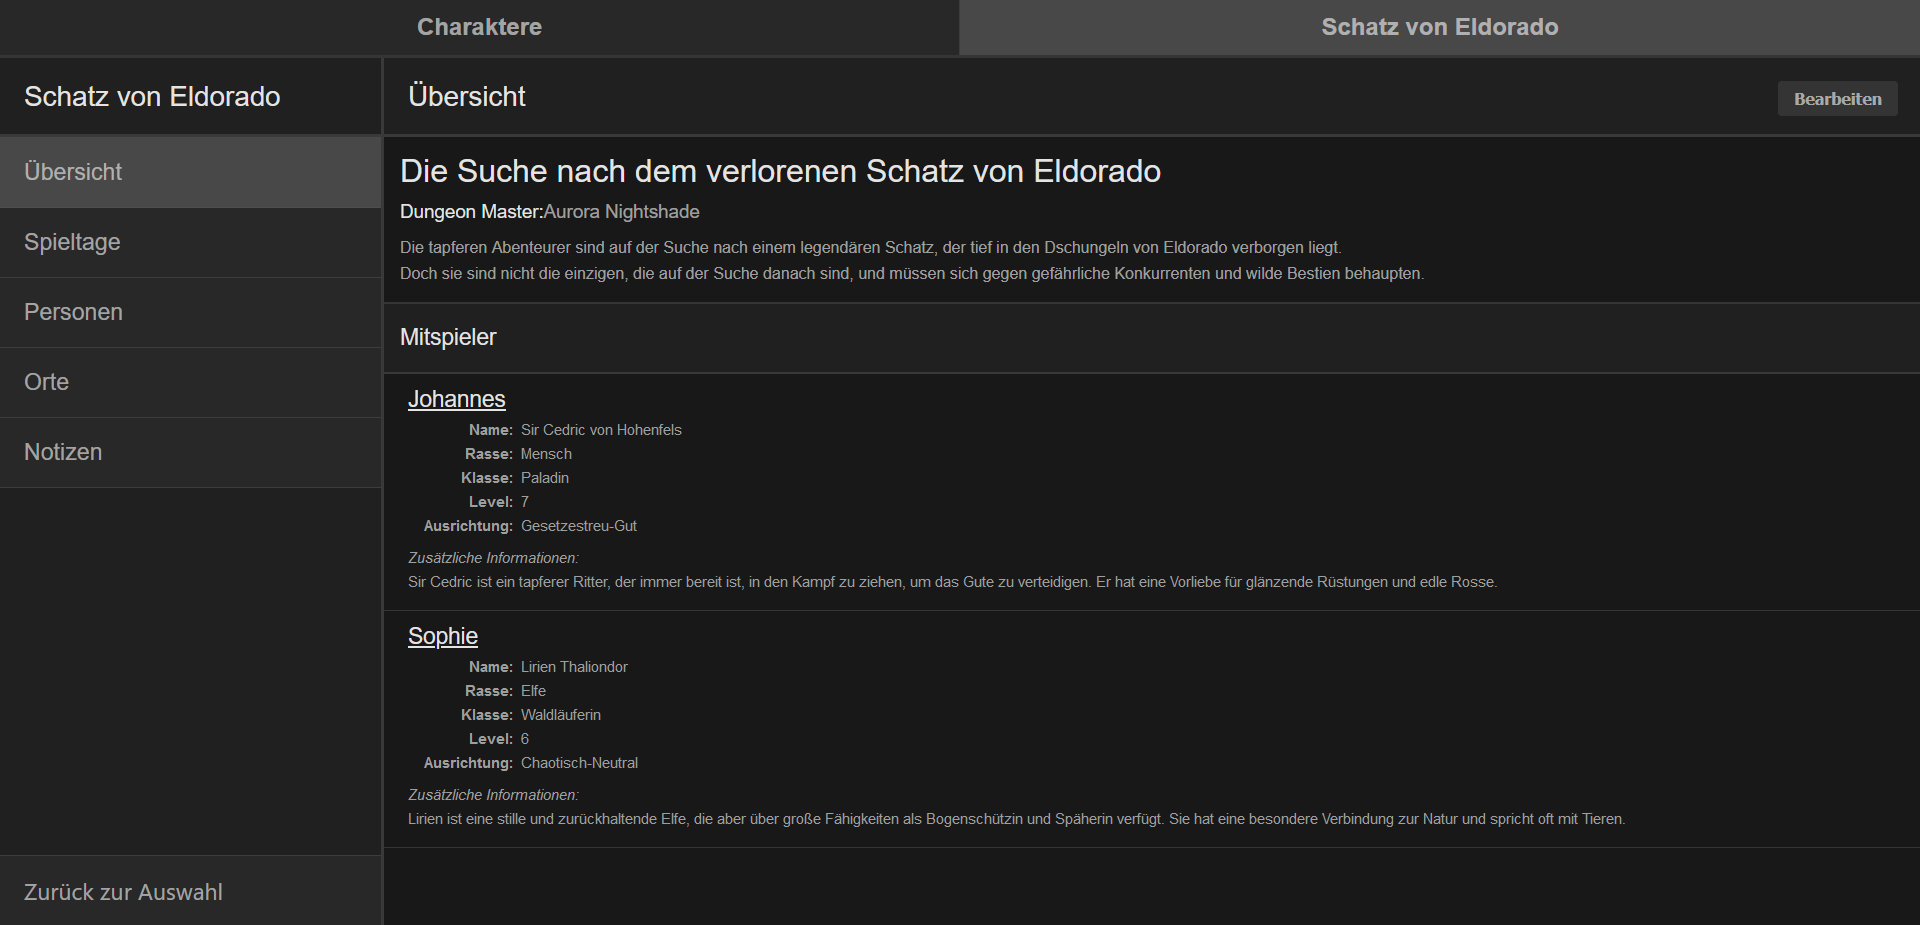 Charaktere
Schatz von Eldorado
Schatz von Eldorado
Übersicht
Spieltage
Personen
Orte
Notizen
Zurück zur Auswahl
Übersicht
Bearbeiten
Die Suche nach dem verlorenen Schatz von Eldorado
Dungeon Master:Aurora Nightshade
Die tapferen Abenteurer sind auf der Suche nach einem legendären Schatz, der tief in den Dschungeln von Eldorado verborgen liegt.
Doch sie sind nicht die einzigen, die auf der Suche danach sind, und müssen sich gegen gefährliche Konkurrenten und wilde Bestien behaupten.
Mitspieler
Johannes
Name: Sir Cedric von Hohenfels
Rasse: Mensch
Klasse: Paladin
Level: 7
Ausrichtung: Gesetzestreu-Gut
Zusätzliche Informationen:
Sir Cedric ist ein tapferer Ritter, der immer bereit ist, in den Kampf zu ziehen, um das Gute zu verteidigen. Er hat eine Vorliebe für glänzende Rüstungen und edle Rosse.
Sophie
Name: Lirien Thaliondor
Rasse: Elfe
Klasse: Waldläuferin
Level: 6
Ausrichtung: Chaotisch-Neutral
Zusätzliche Informationen:
Lirien ist eine stille und zurückhaltende Elfe, die aber über große Fähigkeiten als Bogenschützin und Späherin verfügt. Sie hat eine besondere Verbindung zur Natur und spricht oft mit Tieren.